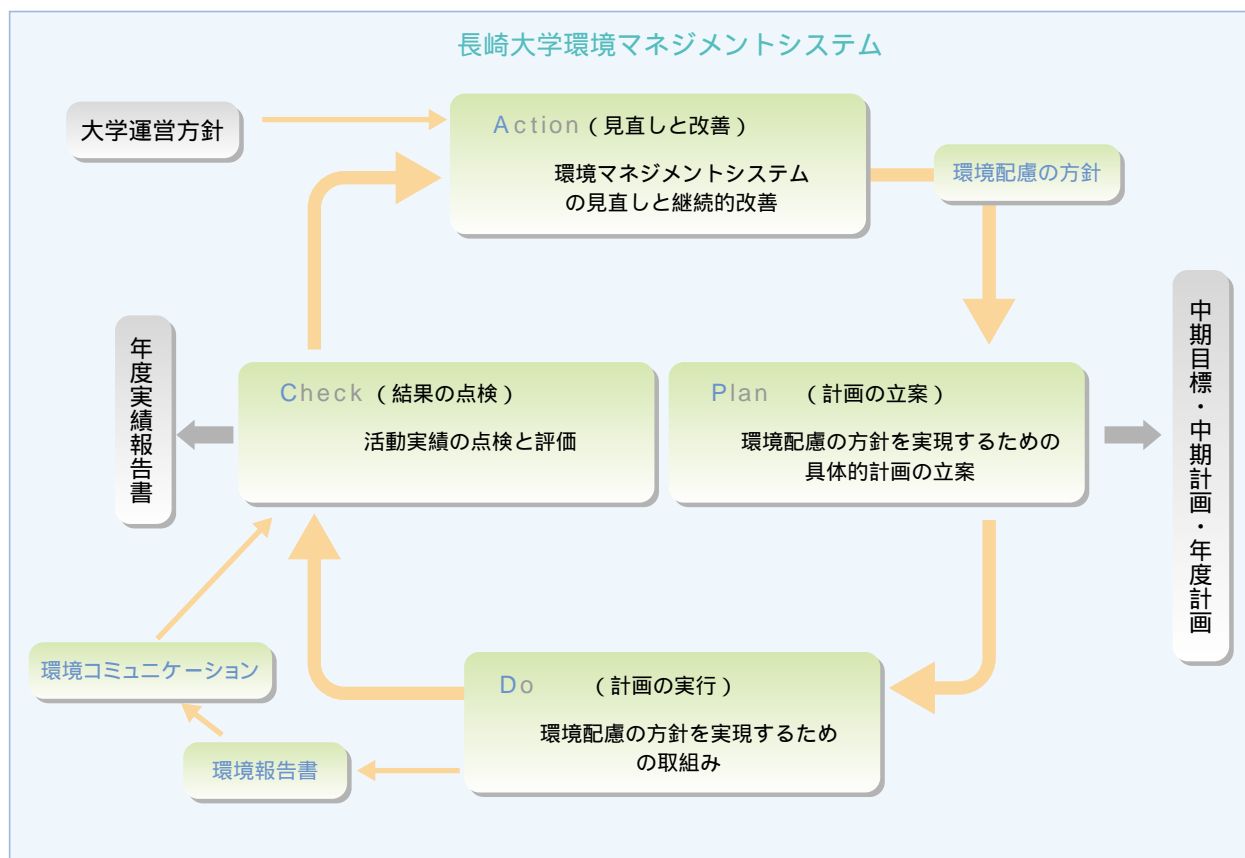 長崎大学環境マネジメントシステム
大学運営方針
Action (見直しと改善)
環境マネジメントシステム
の見直しと継続的改善
環境配慮の方針
年度実績報告書
Check (結果の点検)
活動実績の点検と評価
Plan (計画の立案)
環境配慮の方針を実現するための
具体的計画の立案
中期目標・中期計画・年度計画
環境コミュニケーション
Do (計画の実行)
環境配慮の方針を実現するため
の取組み
環境報告書